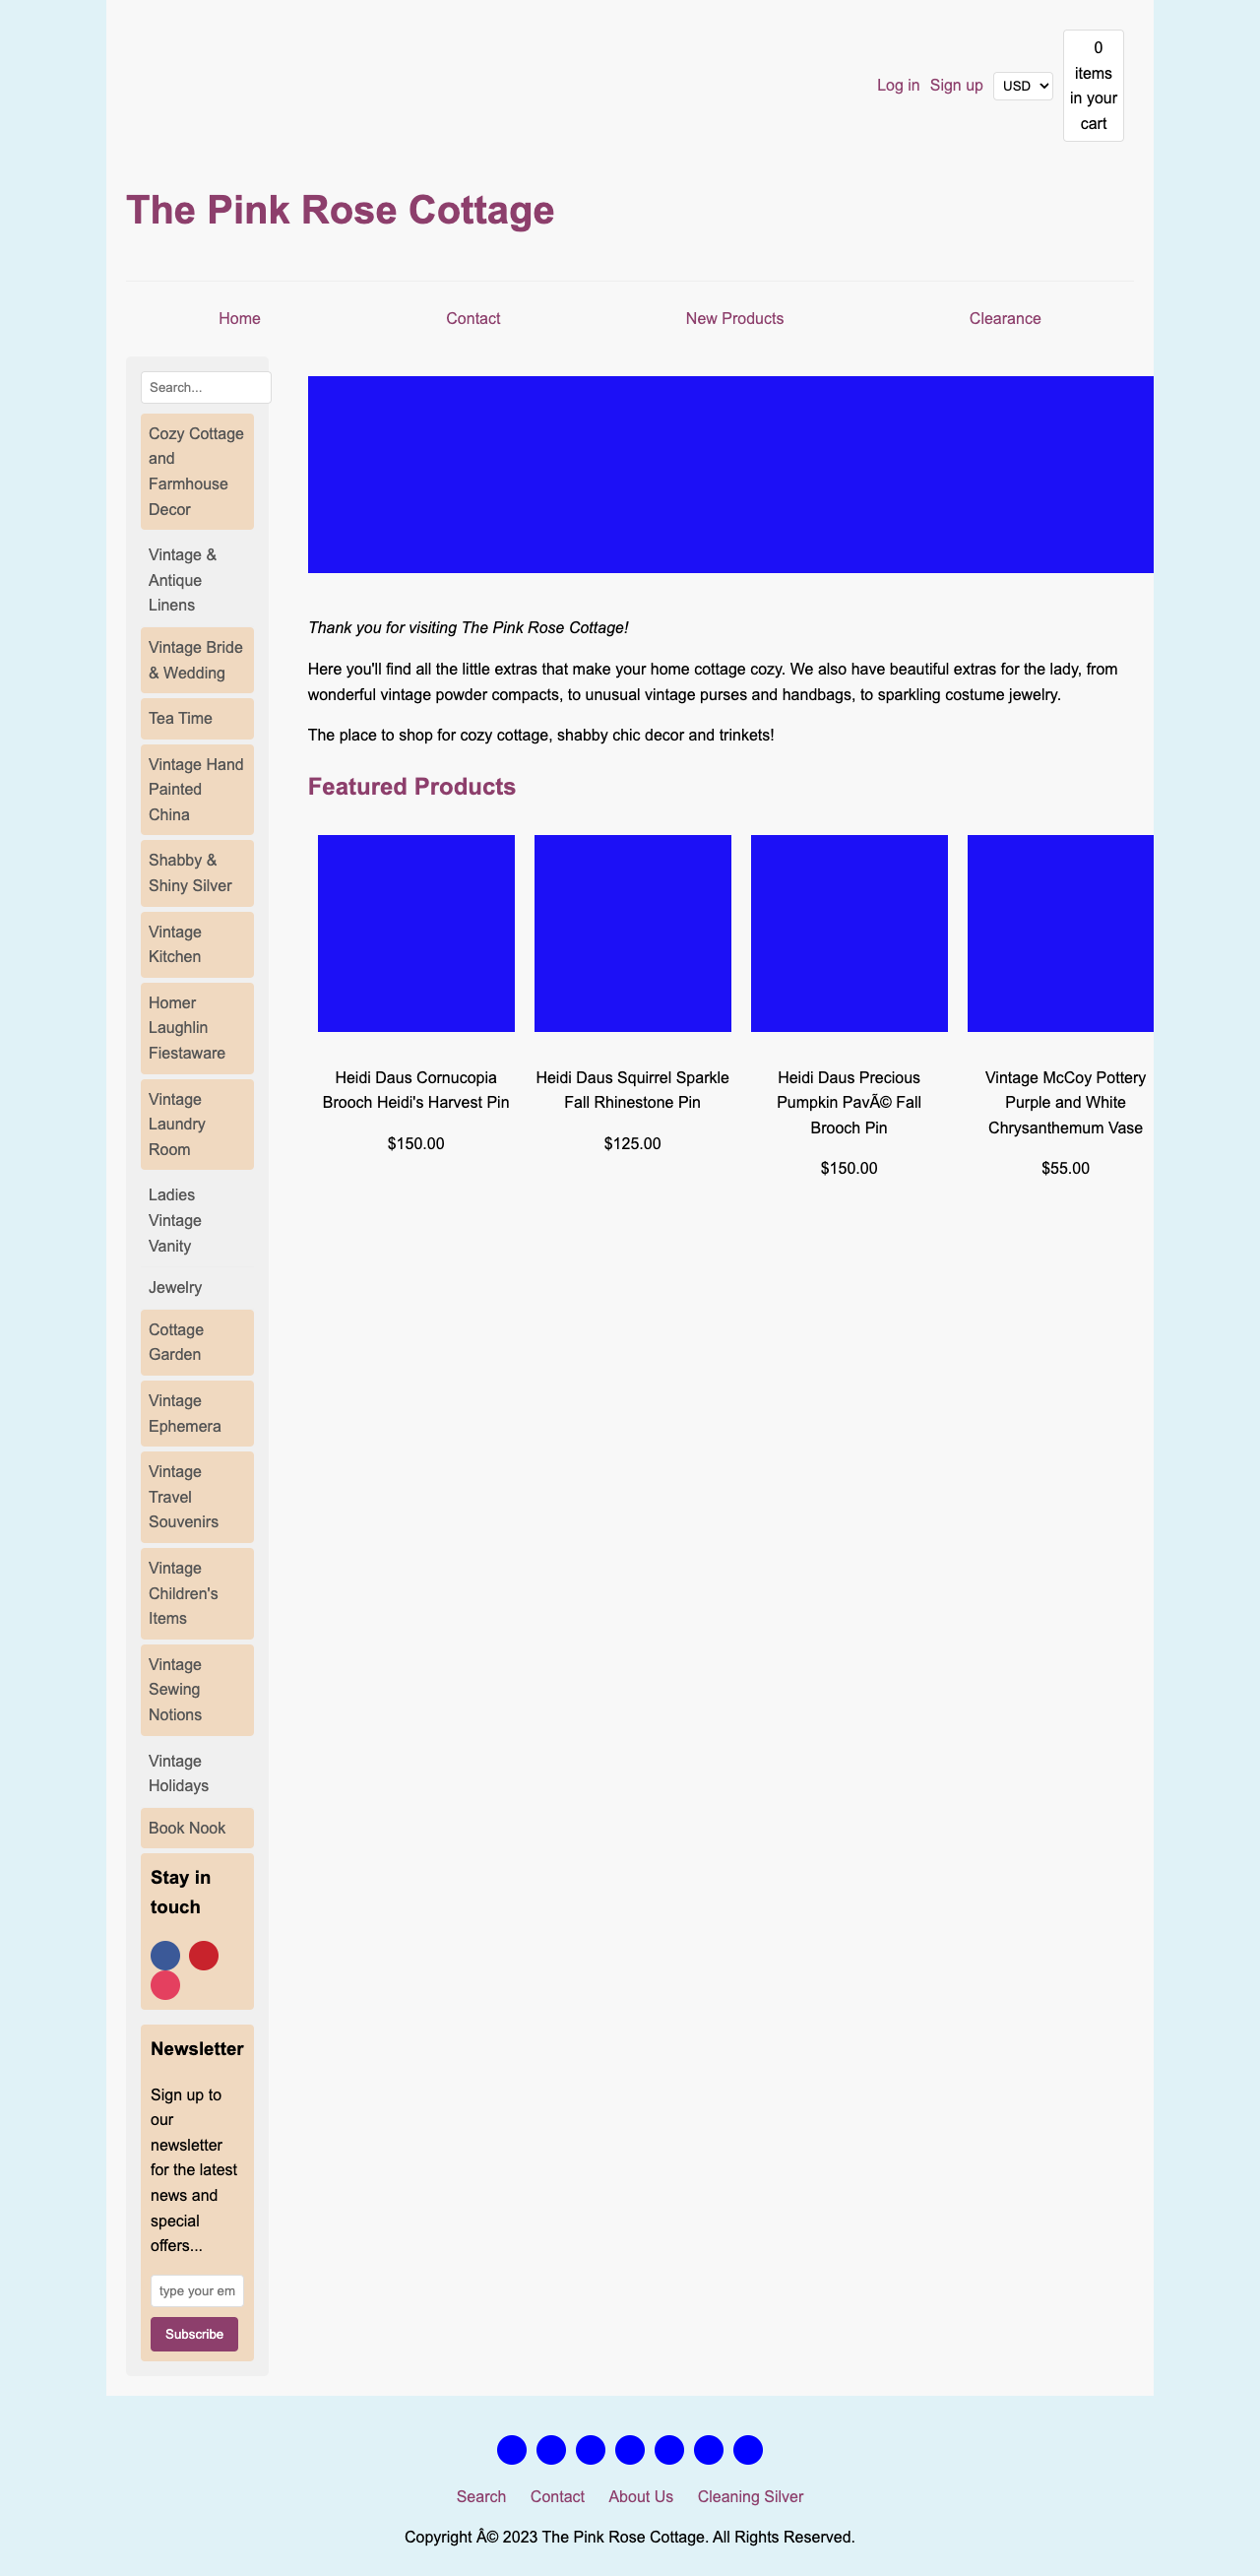 Log in Sign up USD 0
items
in your
cart
The Pink Rose Cottage
Home Contact New Products Clearance
Search...
Cozy Cottage
and
Farmhouse
Decor
Vintage &
Antique
Linens
Vintage Bride
& Wedding
Tea Time
Vintage Hand
Painted
China
Shabby &
Shiny Silver
Vintage
Kitchen
Homer
Laughlin
Fiestaware
Vintage
Laundry
Room
Ladies
Vintage
Vanity
Jewelry
Cottage
Garden
Vintage
Ephemera
Vintage
Travel
Souvenirs
Vintage
Children's
Items
Vintage
Sewing
Notions
Vintage
Holidays
Book Nook
Stay in
touch
Newsletter
Sign up to
our
newsletter
for the latest
news and
special
offers...
type your em
Subscribe
Thank you for visiting The Pink Rose Cottage!
Here you'll find all the little extras that make your home cottage cozy. We also have beautiful extras for the lady, from
wonderful vintage powder compacts, to unusual vintage purses and handbags, to sparkling costume jewelry.
The place to shop for cozy cottage, shabby chic decor and trinkets!
Featured Products
Heidi Daus Cornucopia
Brooch Heidi's Harvest Pin
$150.00
Heidi Daus Squirrel Sparkle
Fall Rhinestone Pin
$125.00
Heidi Daus Precious
Pumpkin PavÃ© Fall
Brooch Pin
$150.00
Vintage McCoy Pottery
Purple and White
Chrysanthemum Vase
$55.00
Search Contact About Us Cleaning Silver
Copyright Â© 2023 The Pink Rose Cottage. All Rights Reserved.